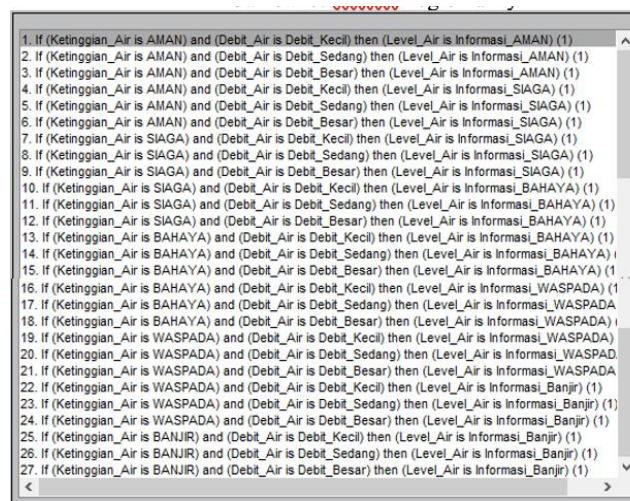 1. If (Ketinggian_Air is AMAN) and (Debit_Air is Debit_Kecil) then (Level_Air is Informasi_AMAN) (1)
2. If (Ketinggian_Air is AMAN) and (Debit_Air is Debit_Sedang) then (Level_Air is Informasi_AMAN) (1)
3. If (Ketinggian_Air is AMAN) and (Debit_Air is Debit_Besar) then (Level_Air is Informasi_AMAN) (1)
4. If (Ketinggian_Air is AMAN) and (Debit_Air is Debit_Kecil) then (Level_Air is Informasi_SIAGA) (1)
5. If (Ketinggian_Air is AMAN) and (Debit_Air is Debit_Sedang) then (Level_Air is Informasi_SIAGA) (1)
6. If (Ketinggian_Air is AMAN) and (Debit_Air is Debit_Besar) then (Level_Air is Informasi_SIAGA) (1)
7. If (Ketinggian_Air is SIAGA) and (Debit_Air is Debit_Kecil) then (Level_Air is Informasi_SIAGA) (1)
8. If (Ketinggian_Air is SIAGA) and (Debit_Air is Debit_Sedang) then (Level_Air is Informasi_SIAGA) (1)
9. If (Ketinggian_Air is SIAGA) and (Debit_Air is Debit_Besar) then (Level_Air is Informasi_SIAGA) (1)
10. If (Ketinggian_Air is SIAGA) and (Debit_Air is Debit_Kecil) then (Level_Air is Informasi_BAHAYA) (1)
11. If (Ketinggian_Air is SIAGA) and (Debit_Air is Debit_Sedang) then (Level_Air is Informasi_BAHAYA) (1)
12. If (Ketinggian_Air is SIAGA) and (Debit_Air is Debit_Besar) then (Level_Air is Informasi_BAHAYA) (1)
13. If (Ketinggian_Air is BAHAYA) and (Debit_Air is Debit_Kecil) then (Level_Air is Informasi_BAHAYA) (1)
14. If (Ketinggian_Air is BAHAYA) and (Debit_Air is Debit_Sedang) then (Level_Air is Informasi_BAHAYA) (
15. If (Ketinggian_Air is BAHAYA) and (Debit_Air is Debit_Besar) then (Level_Air is Informasi_BAHAYA) (1
16. If (Ketinggian_Air is BAHAYA) and (Debit_Air is Debit_Kecil) then (Level_Air is Informasi_WASPADA) (1
17. If (Ketinggian_Air is BAHAYA) and (Debit_Air is Debit_Sedang) then (Level_Air is Informasi_WASPADA
18. If (Ketinggian_Air is BAHAYA) and (Debit_Air is Debit_Besar) then (Level_Air is Informasi_WASPADA) (
19. If (Ketinggian_Air is WASPADA) and (Debit_Air is Debit_Kecil) then (Level_Air is Informasi_WASPADA)
20. If (Ketinggian_Air is WASPADA) and (Debit_Air is Debit_Sedang) then (Level_Air is Informasi_WASPAD
21. If (Ketinggian_Air is WASPADA) and (Debit_Air is Debit_Besar) then (Level_Air is Informasi_WASPADA
22. If (Ketinggian_Air is WASPADA) and (Debit_Air is Debit_Kecil) then (Level_Air is Informasi_Banjir) (1)
23. If (Ketinggian_Air is WASPADA) and (Debit_Air is Debit_Sedang) then (Level_Air is Informasi_Banjir) (1)
24. If (Ketinggian_Air is WASPADA) and (Debit_Air is Debit_Besar) then (Level_Air is Informasi_Banjir) (1)
25. If (Ketinggian_Air is BANJIR) and (Debit_Air is Debit_Kecil) then (Level_Air is Informasi_Banjir) (1)
26. If (Ketinggian_Air is BANJIR) and (Debit_Air is Debit_Sedang) then (Level_Air is Informasi_Banjir) (1)
27. If (Ketinggian_Air is BANJIR) and (Debit_Air is Debit_Besar) then (Level_Air is Informasi_Banjir) (1)